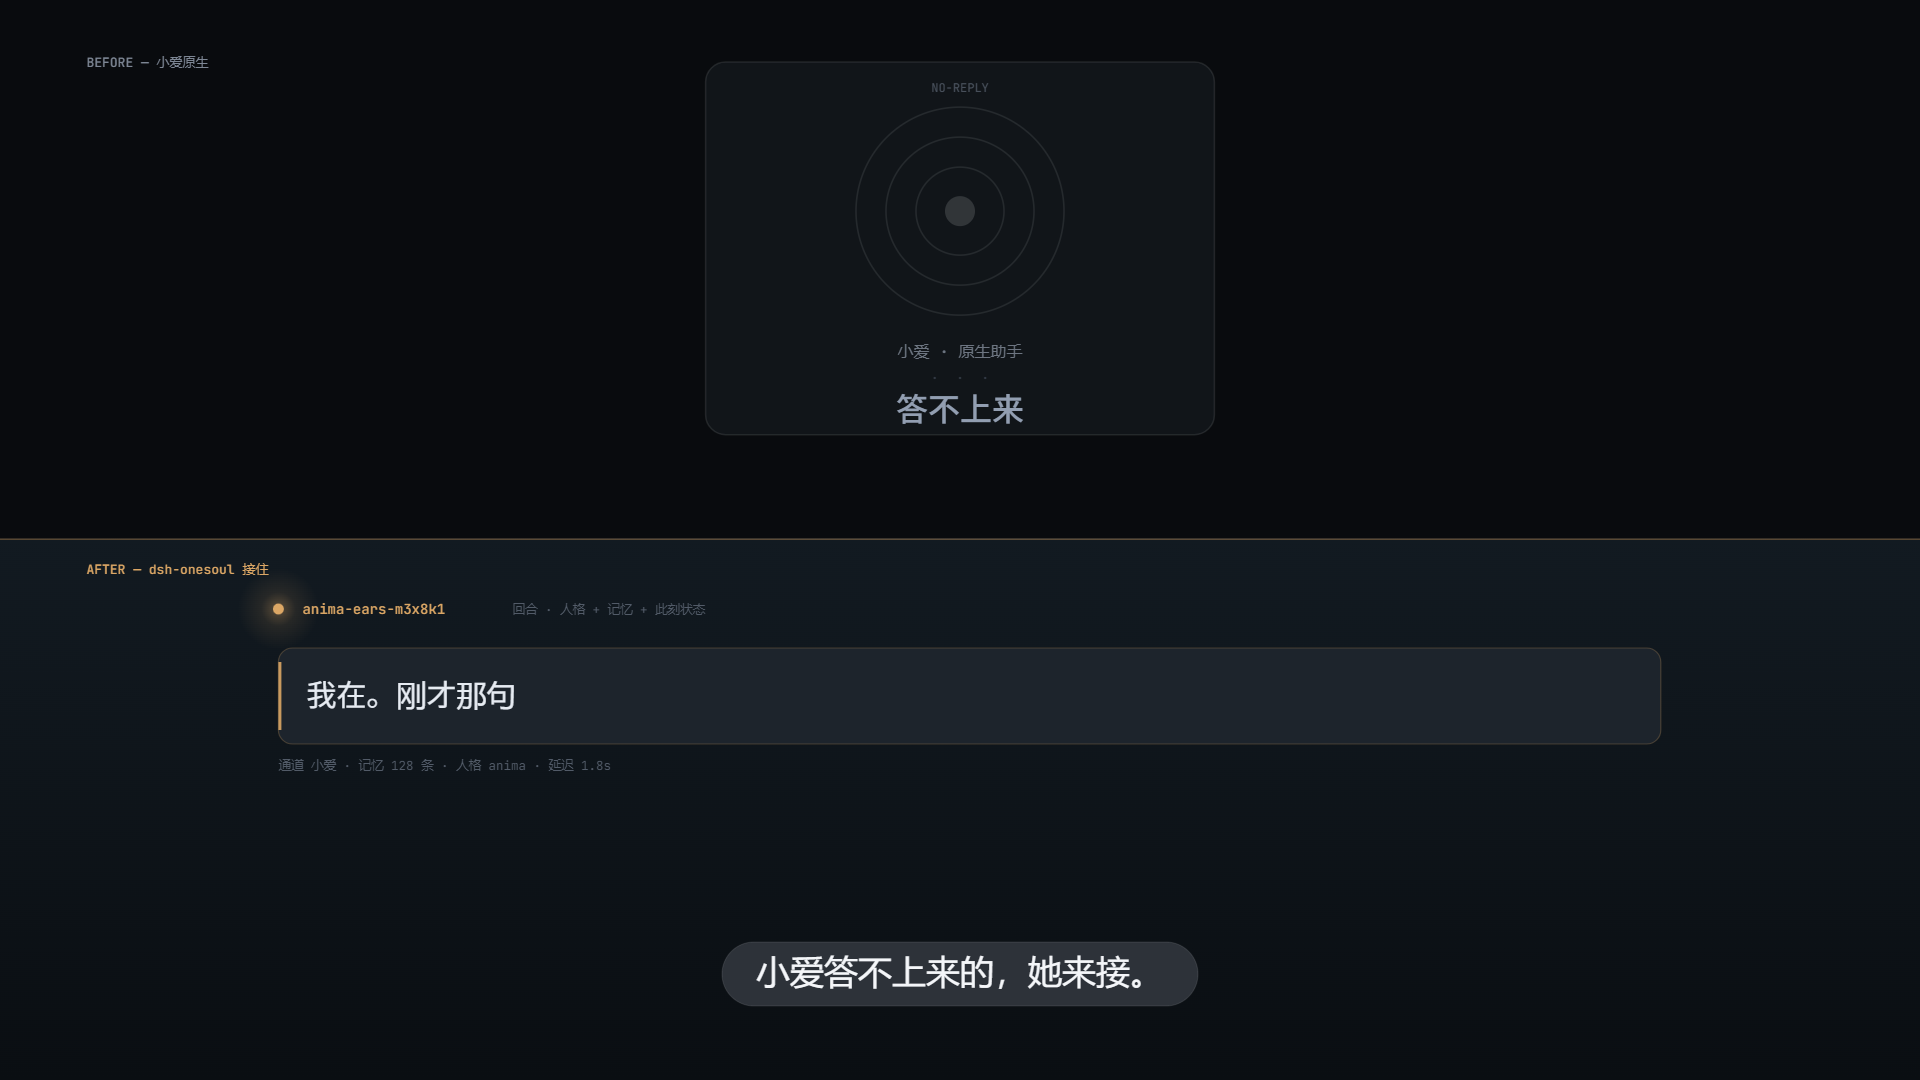 BEFORE — 小爱原生
NO-REPLY
小爱 · 原生助手
· · ·
答不上来
AFTER — dsh-onesoul 接住
anima-ears-m3x8k1
回合 · 人格 + 记忆 + 此刻状态
我在。刚才那句
通道 小爱 · 记忆 128 条 · 人格 anima · 延迟 1.8s
小爱答不上来的，她来接。